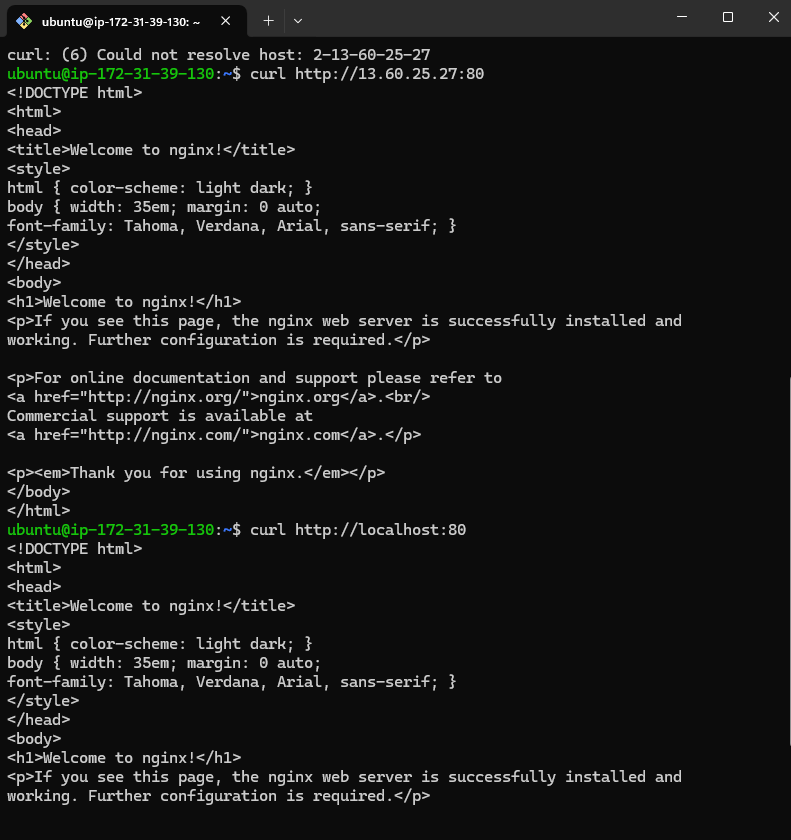 ubuntu@ip-172-31-39-130: ~
curl: (6) Could not resolve host: 2-13-60-25-27
ubuntu@ip-172-31-39-130:~$ curl http://13.60.25.27:80
<!DOCTYPE html>
<html>
<head>
<title>Welcome to nginx!</title>
<style>
html { color-scheme: light dark; }
body { width: 35em; margin: 0 auto;
font-family: Tahoma, Verdana, Arial, sans-serif; }
</style>
</head>
<body>
<h1>Welcome to nginx!</h1>
<p>If you see this page, the nginx web server is successfully installed and
working. Further configuration is required.</p>

<p>For online documentation and support please refer to
<a href="http://nginx.org/">nginx.org</a>.<br/>
Commercial support is available at
<a href="http://nginx.com/">nginx.com</a>.</p>

<p><em>Thank you for using nginx.</em></p>
</body>
</html>
ubuntu@ip-172-31-39-130:~$ curl http://localhost:80
<!DOCTYPE html>
<html>
<head>
<title>Welcome to nginx!</title>
<style>
html { color-scheme: light dark; }
body { width: 35em; margin: 0 auto;
font-family: Tahoma, Verdana, Arial, sans-serif; }
</style>
</head>
<body>
<h1>Welcome to nginx!</h1>
<p>If you see this page, the nginx web server is successfully installed and
working. Further configuration is required.</p>